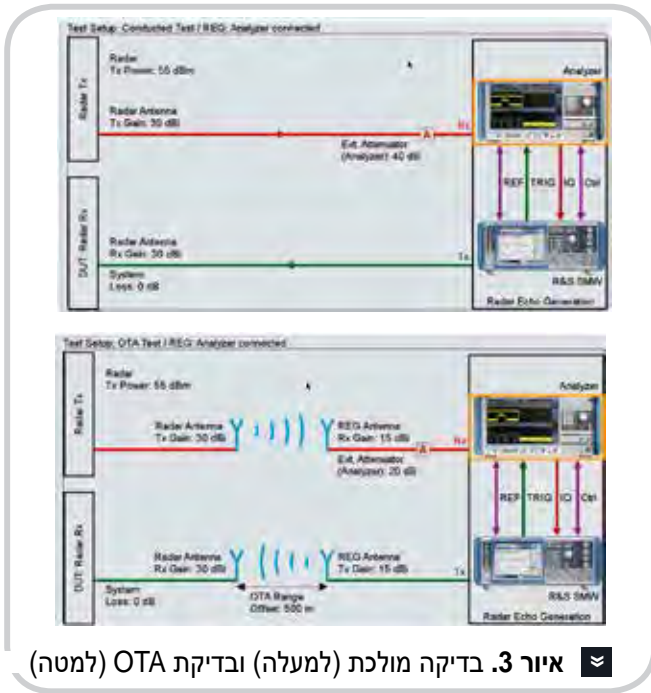 Test Setup: Conducted Test / REG: Analyzer connected
Radar
Tx Power: 55 dBm
Radar Tx
Analyzer
Radar Antenna
Tx Gain: 30 dBi
A
Rx
Ext. Attenuator
(Analyzer): 40 dB
REF TRIG IQ Ctrl
DUT: Radar Rx
Radar Antenna
Rx Gain: 30 dBi
Tx
System
Loss: 0 dB
R&S SMW
Radar Echo Generation
Test Setup: OTA Test / REG: Analyzer connected
Radar
Tx Power: 55 dBm
Radar Tx
Analyzer
Radar Antenna
Tx Gain: 30 dBi
REG Antenna
Rx Gain: 15 dBi
A
Rx
Ext. Attenuator
(Analyzer): 20 dB
REF TRIG IQ Ctrl
DUT: Radar Rx
Radar Antenna
Rx Gain: 30 dBi
REG Antenna
Tx Gain: 15 dBi
Tx
System
Loss: 0 dB
OTA Range
Offset: 500 m
R&S SMW
Radar Echo Generation
איור 3. בדיקה מולכת (למעלה) ובדיקת OTA (למטה)